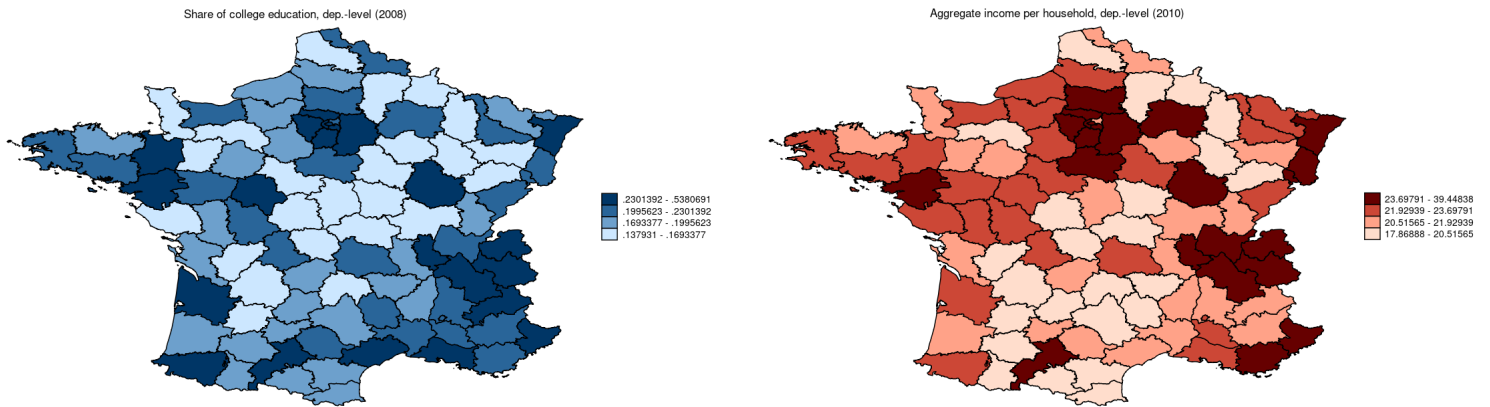 Share of college education, dep.-level (2008)
.2301392 - .5380691
.1995623 - .2301392
.1693377 - .1995623
.137931 - .1693377
Aggregate income per household, dep.-level (2010)
23.69791 - 39.44838
21.92939 - 23.69791
20.51565 - 21.92939
17.86888 - 20.51565